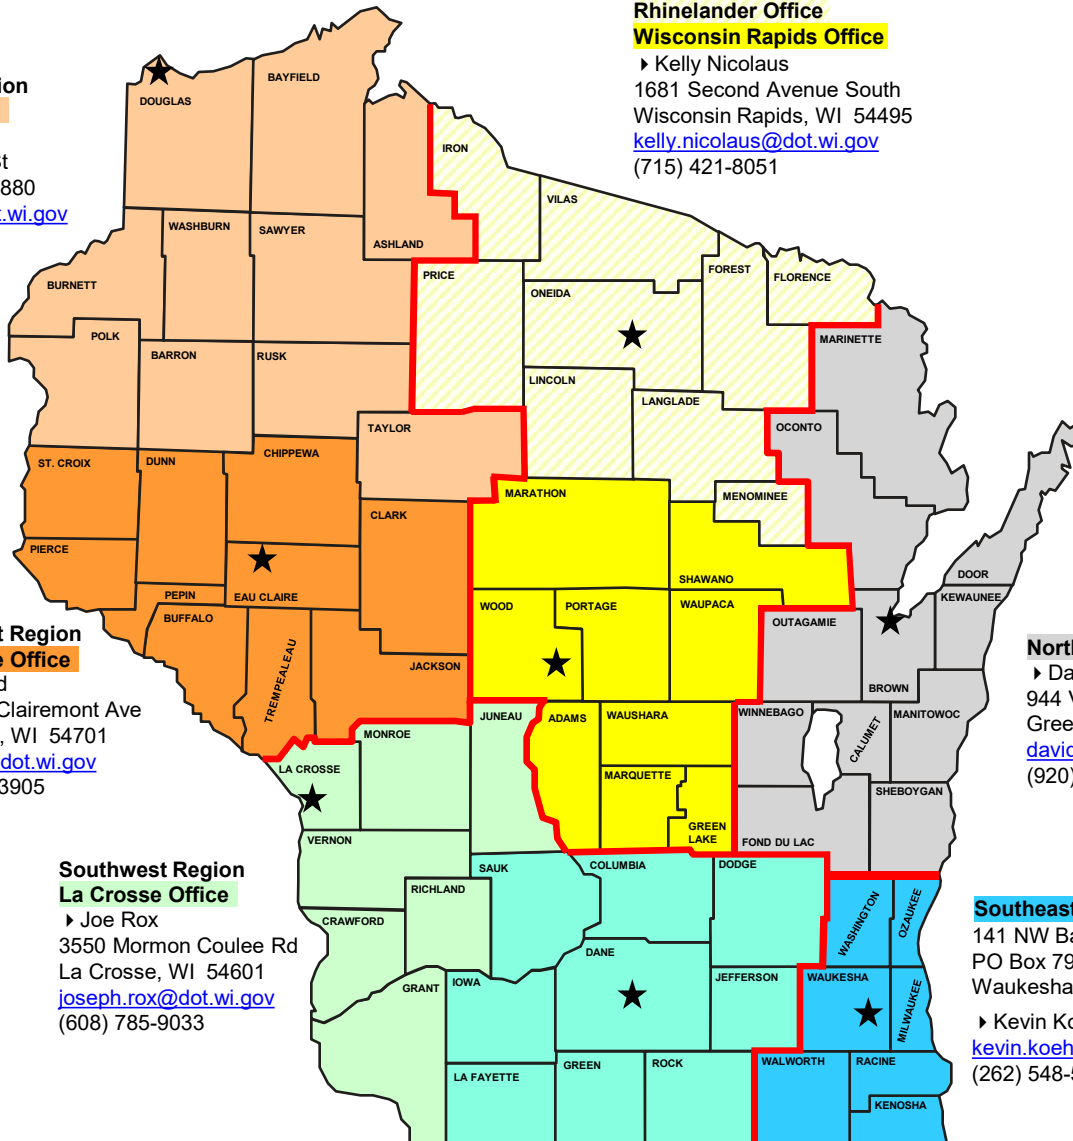 Rhinelander Office
Wisconsin Rapids Office
Kelly Nicolaus
1681 Second Avenue South
Wisconsin Rapids, WI 54495
kelly.nicolaus@dot.wi.gov
(715) 421-8051
ion
880
t.wi.gov
BAYFIELD
DOUGLAS
IRON
VILAS
WASHBURN
SAWYER
ASHLAND
PRICE
FOREST
FLORENCE
BURNETT
ONEIDA
POLK
BARRON
RUSK
MARINETTE
LINCOLN
LANGLADE
TAYLOR
OCONTO
ST. CROIX
DUNN
CHIPPEWA
MARATHON
MENOMINEE
CLARK
PIERCE
SHAWANO
DOOR
PEPIN
EAU CLAIRE
KEWAUNEE
BUFFALO
WOOD
PORTAGE
WAUPACA
OUTAGAMIE
TREMPEALEAU
JACKSON
BROWN
t Region
e Office
d
Clairemont Ave
, WI 54701
dot.wi.gov
3905
North
Da
944 V
Gree
david
(920)
JUNEAU
ADAMS
WAUSHARA
WINNEBAGO
CALUMET
MANITOWOC
MONROE
LA CROSSE
MARQUETTE
GREEN
LAKE
SHEBOYGAN
VERNON
FOND DU LAC
Southwest Region
La Crosse Office
Joe Rox
3550 Mormon Coulee Rd
La Crosse, WI 54601
joseph.rox@dot.wi.gov
(608) 785-9033
SAUK
COLUMBIA
DODGE
RICHLAND
CRAWFORD
WASHINGTON
OZAUKEE
DANE
GRANT
IOWA
JEFFERSON
WAUKESHA
MILWAUKEE
Southeast
141 NW Ba
PO Box 79
Waukesha
Kevin Ko
kevin.koeh
(262) 548-5
LA FAYETTE
GREEN
ROCK
WALWORTH
RACINE
KENOSHA